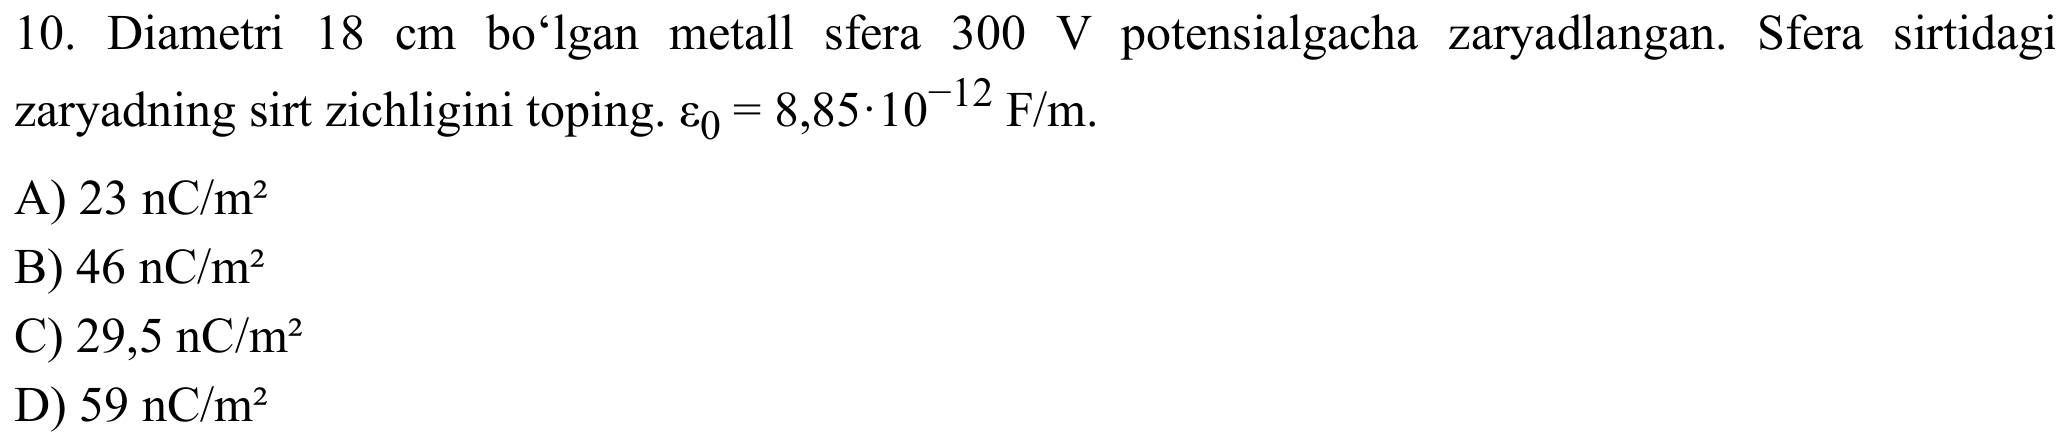 10. Diametri 18 cm bo‘lgan metall sfera 300 V potensialgacha zaryadlangan. Sfera sirtidagi
zaryadning sirt zichligini toping. ε₀ = 8,85·10⁻¹² F/m.
A) 23 nC/m²
B) 46 nC/m²
C) 29,5 nC/m²
D) 59 nC/m²